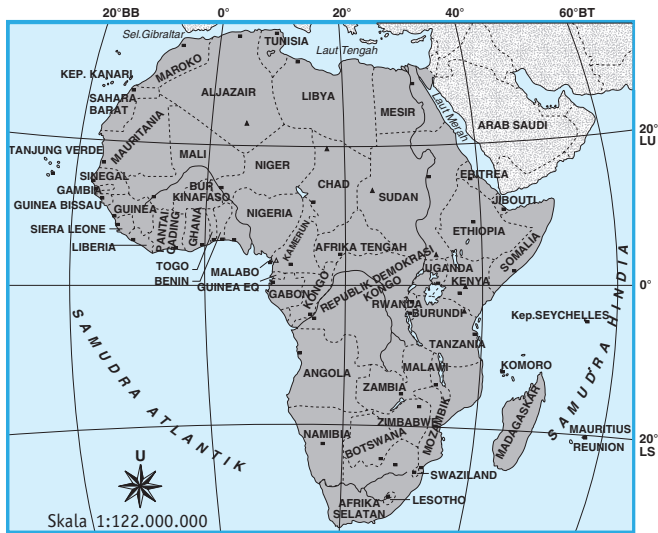 20°BB
0°
20°
40°
60°BT
Sel.Gibraltar
TUNISIA
Laut Tengah
MAROKO
KEP. KANARI
ALJAZAIR
LIBYA
MESIR
SAHARA
BARAT
Laut Merah
ARAB SAUDI
20°
LU
MAURITANIA
TANJUNG VERDE
MALI
NIGER
CHAD
SUDAN
ERITREA
SINEGAL
GAMBIA
BUR
KINAFASO
JIBOUTI
GUINEA BISSAU
GUINEA
NIGERIA
ETHIOPIA
SIERA LEONE
PANTAI
GADING
GHANA
KAMERUN
AFRIKA TENGAH
SOMALIA
LIBERIA
TOGO
BENIN
MALABO
GUINEA EQ
UGANDA
KENYA
0°
GABON
KONGO
REPUBLIK DEMOKRASI
KONGO
RWANDA
BURUNDI
Kep.SEYCHELLES
TANZANIA
SAMUDRA HINDIA
SAMUDRA ATLANTIK
ANGOLA
MALAWI
KOMORO
ZAMBIA
MADAGASKAR
ZIMBABWE
MOZAMBIK
NAMIBIA
BOTSWANA
MAURITIUS
REUNION
20°
LS
U
SWAZILAND
LESOTHO
AFRIKA
SELATAN
Skala 1:122.000.000